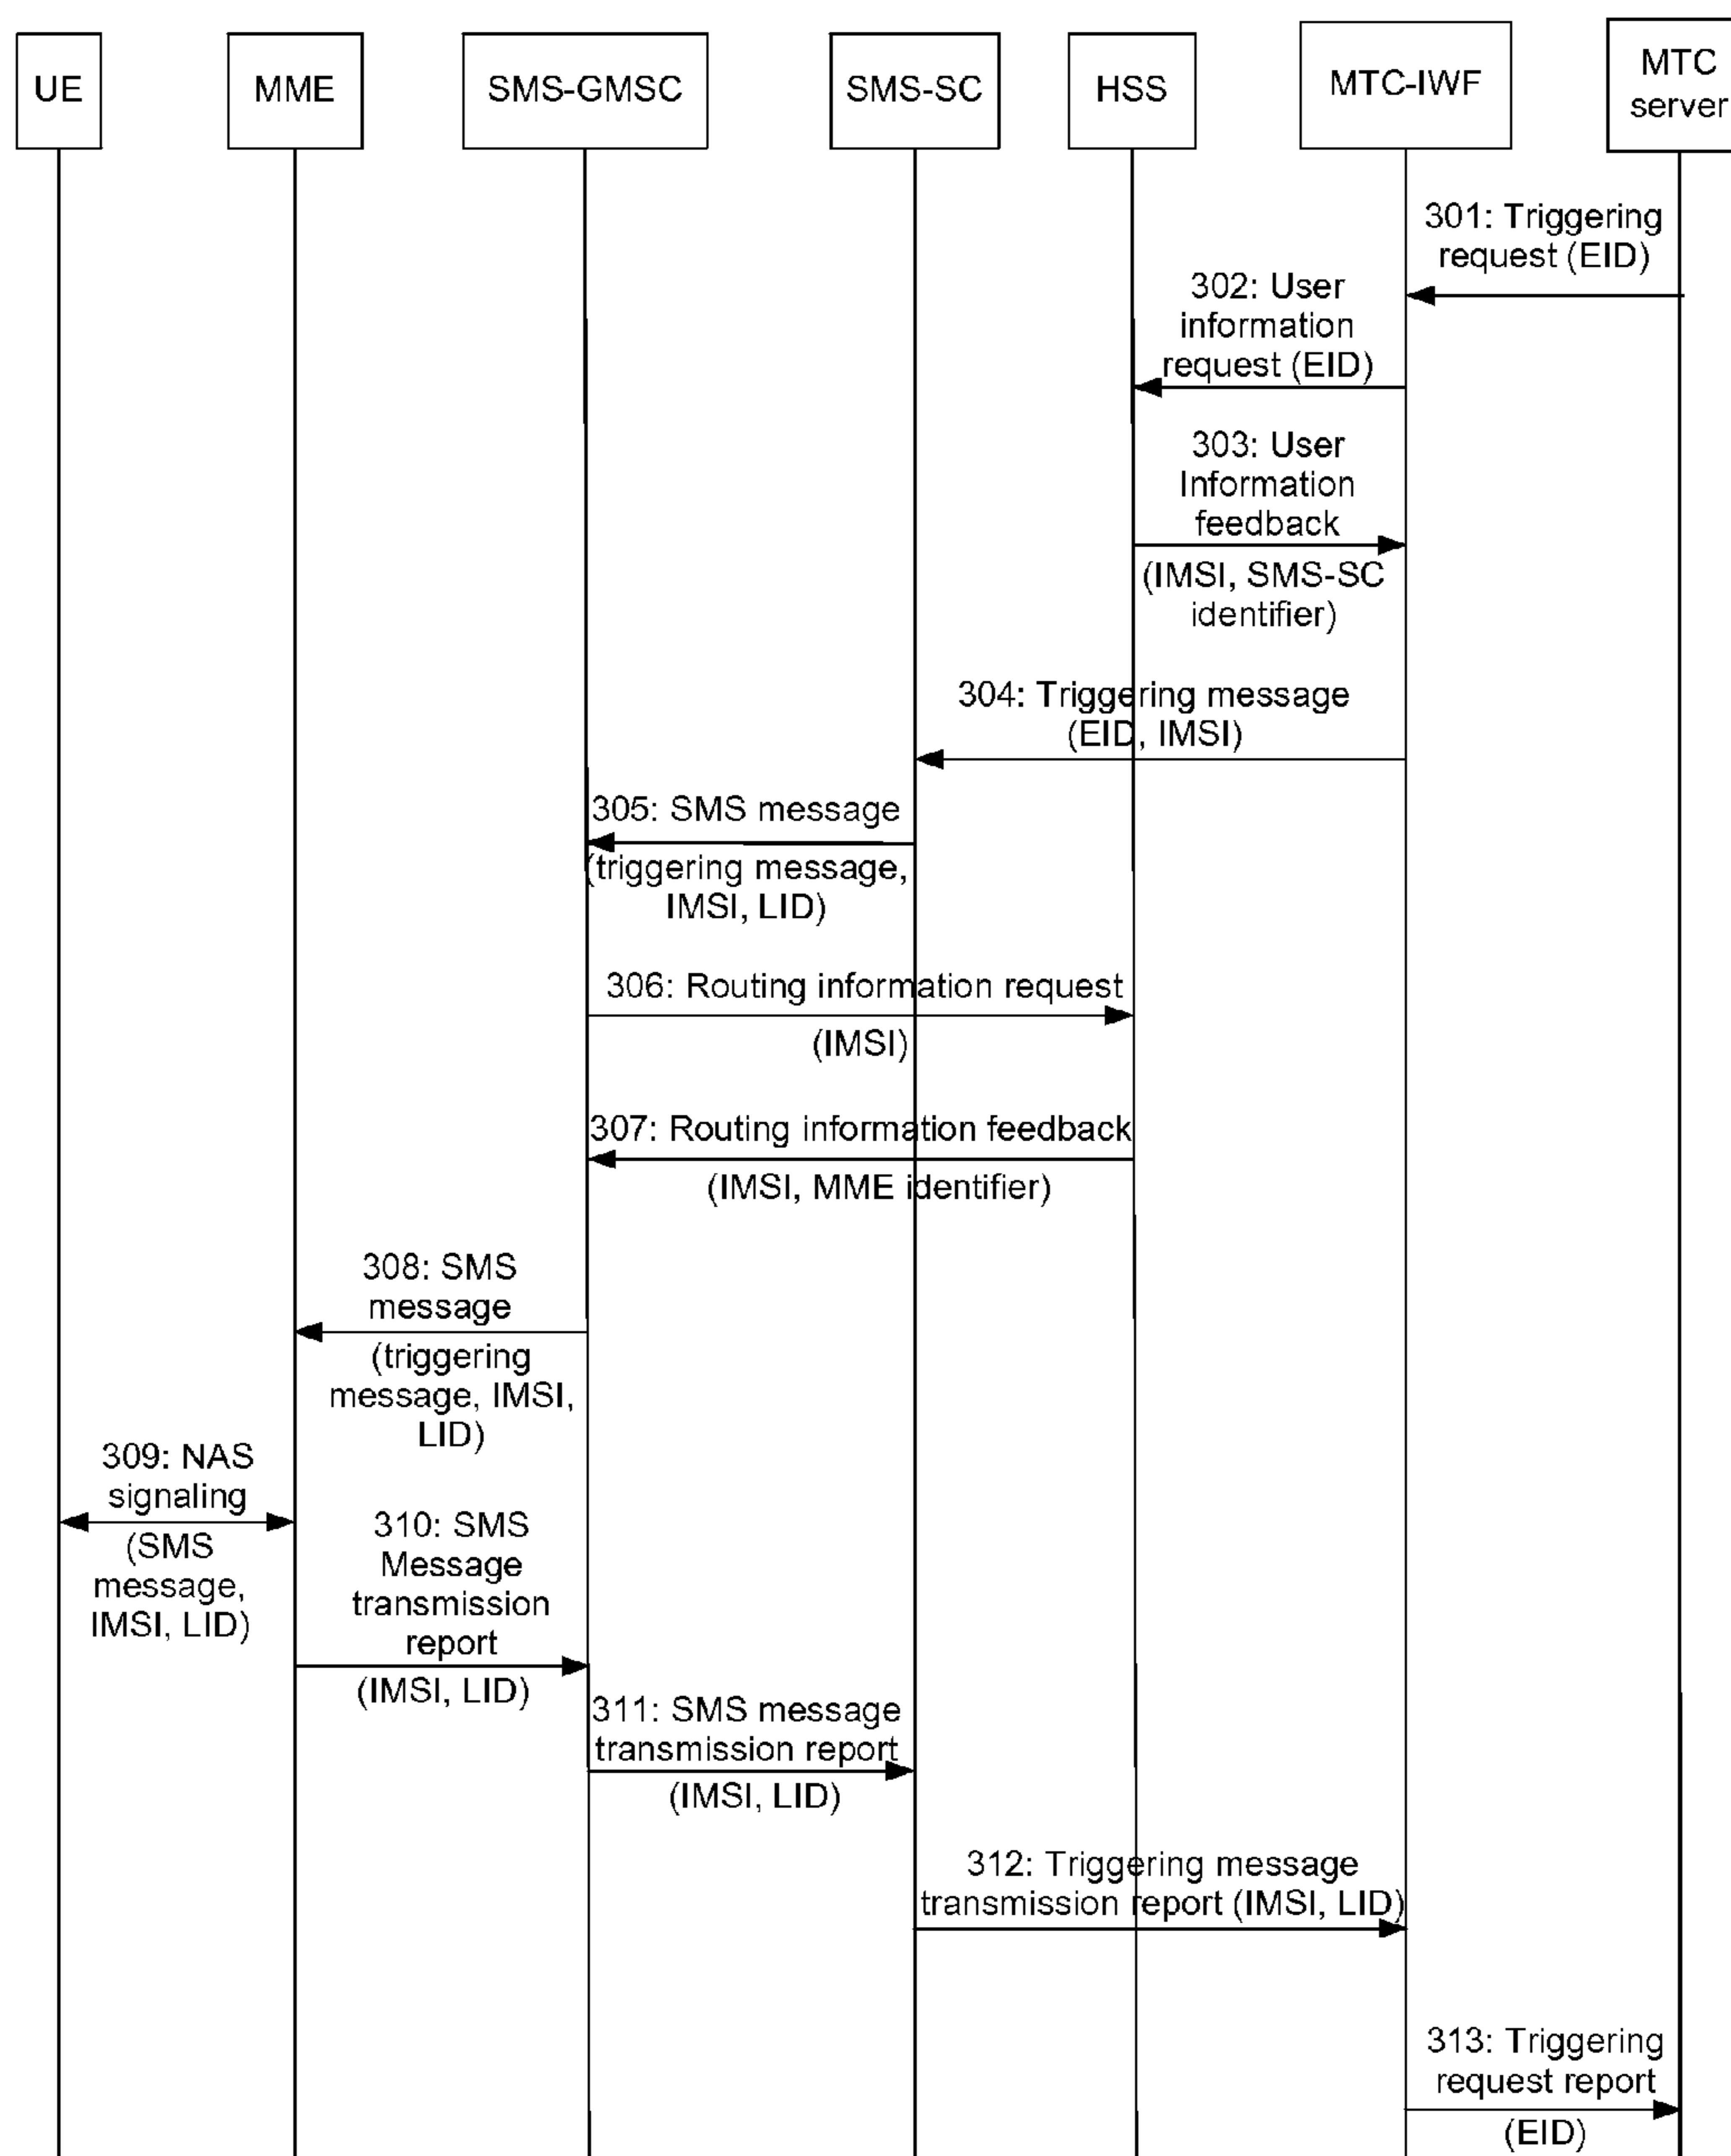 UE
MME
SMS-GMSC
SMS-SC
HSS
MTC-IWF
MTC
server
301: Triggering
request (EID)
302: User
information
request (EID)
303: User
Information
feedback
(IMSI, SMS-SC
identifier)
304: Triggering message
(EID, IMSI)
305: SMS message
(triggering message,
IMSI, LID)
306: Routing information request
(IMSI)
307: Routing information feedback
(IMSI, MME identifier)
308: SMS
message
(triggering
message, IMSI,
LID)
309: NAS
signaling
(SMS
message,
IMSI, LID)
310: SMS
Message
transmission
report
(IMSI, LID)
311: SMS message
transmission report
(IMSI, LID)
312: Triggering message
transmission report (IMSI, LID)
313: Triggering
request report
(EID)